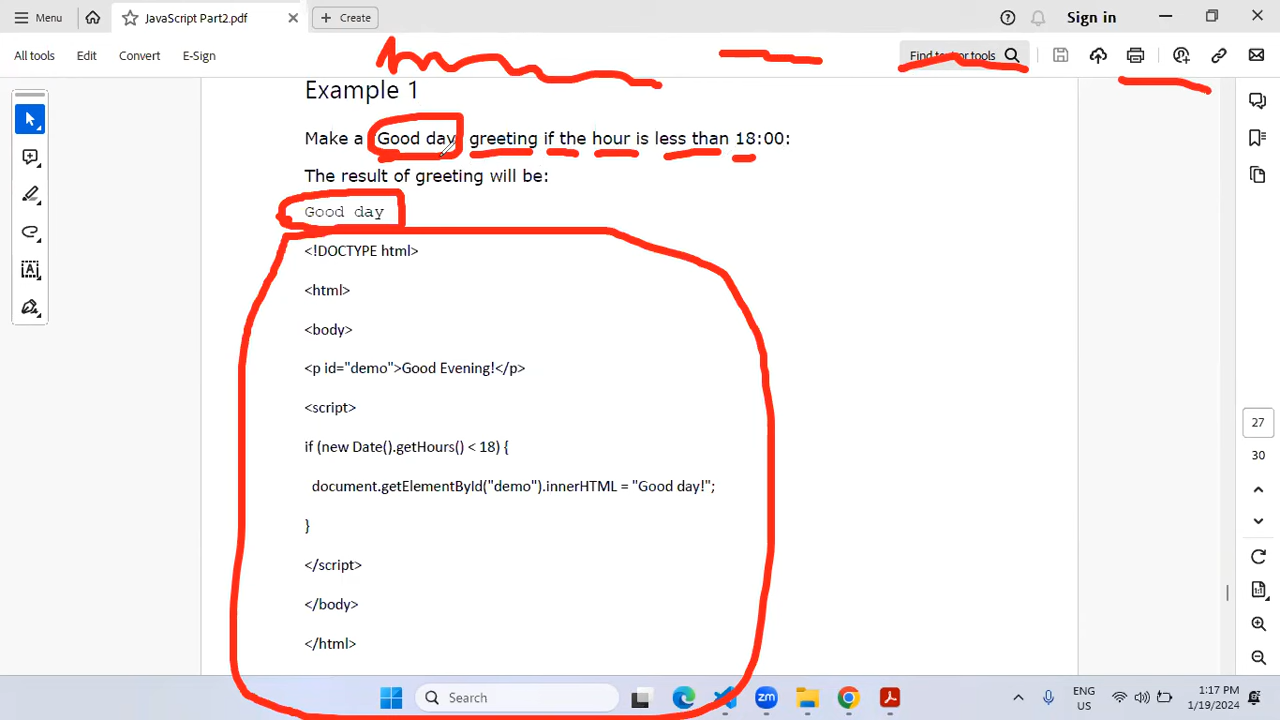 Menu
JavaScript Part2.pdf
Create
Sign in
All tools
Edit
Convert
E-Sign
Find text or tools
Example 1
Make a Good day greeting if the hour is less than 18:00:
The result of greeting will be:
Good day
<!DOCTYPE html>
<html>
<body>
<p id="demo">Good Evening!</p>
<script>
if (new Date().getHours() < 18) {
document.getElementById("demo").innerHTML = "Good day!";
}
</script>
</body>
</html>
27
30
1:1
Search
zm
ENG
US
1:17 PM
1/19/2024